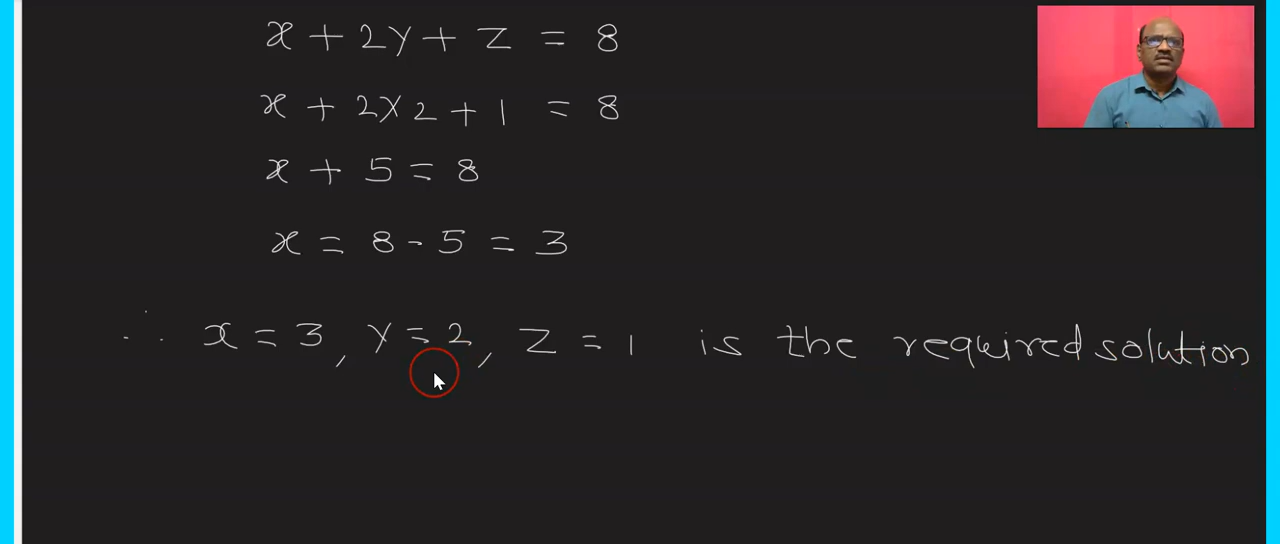 x + 2y + z = 8
x + 2x2 + 1 = 8
x + 5 = 8
x = 8 - 5 = 3
∴ x = 3, y = 2, z = 1 is the required solution